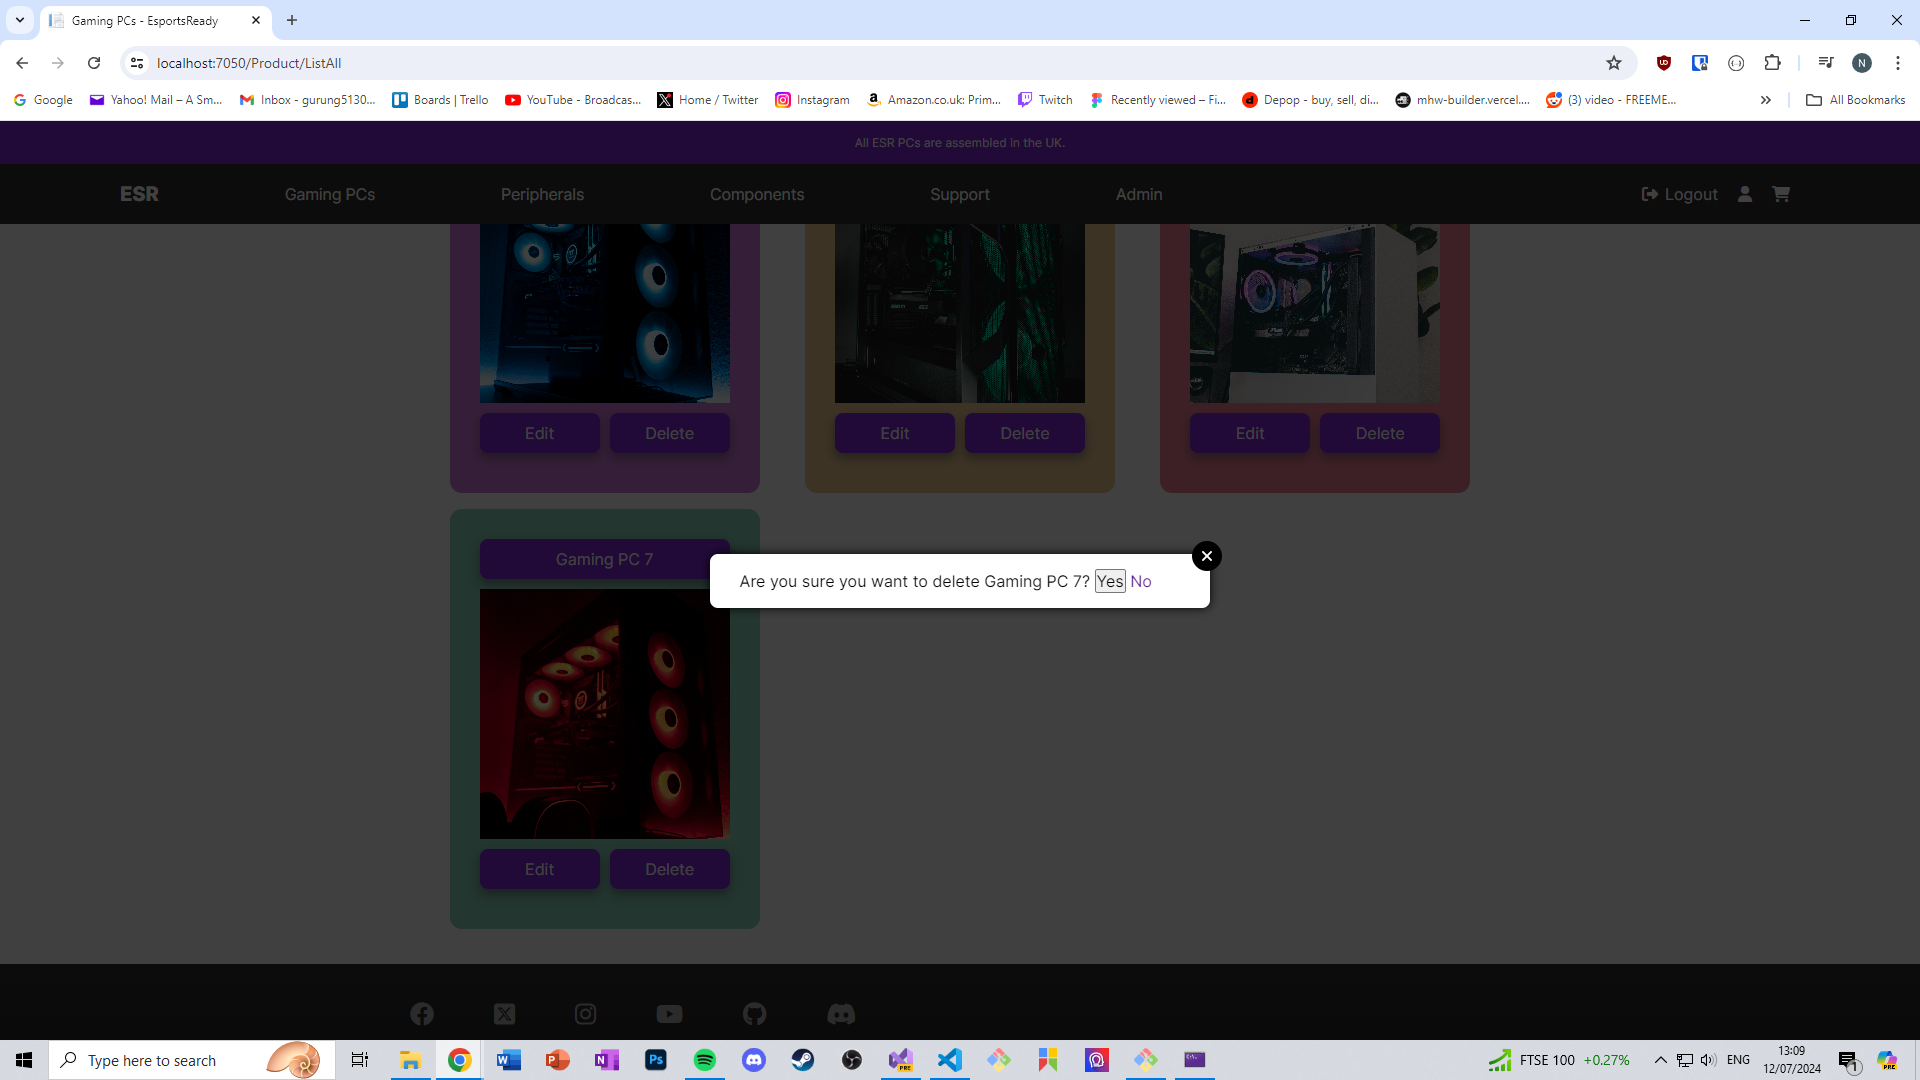 Gaming PCs - EsportsReady
localhost:7050/Product/ListAll
Google
Yahoo! Mail – A Sm...
Inbox - gurung5130...
Boards | Trello
YouTube - Broadcas...
Home / Twitter
Instagram
Amazon.co.uk: Prim...
Twitch
Recently viewed – Fi...
Depop - buy, sell, di...
mhw-builder.vercel....
(3) video - FREEME...
All Bookmarks
All ESR PCs are assembled in the UK.
ESR
Gaming PCs
Peripherals
Components
Support
Admin
Logout
Edit
Delete
Edit
Delete
Edit
Delete
Gaming PC 7
Are you sure you want to delete Gaming PC 7? Yes No
Edit
Delete
Type here to search
FTSE 100 +0.27%
ENG
13:09
12/07/2024